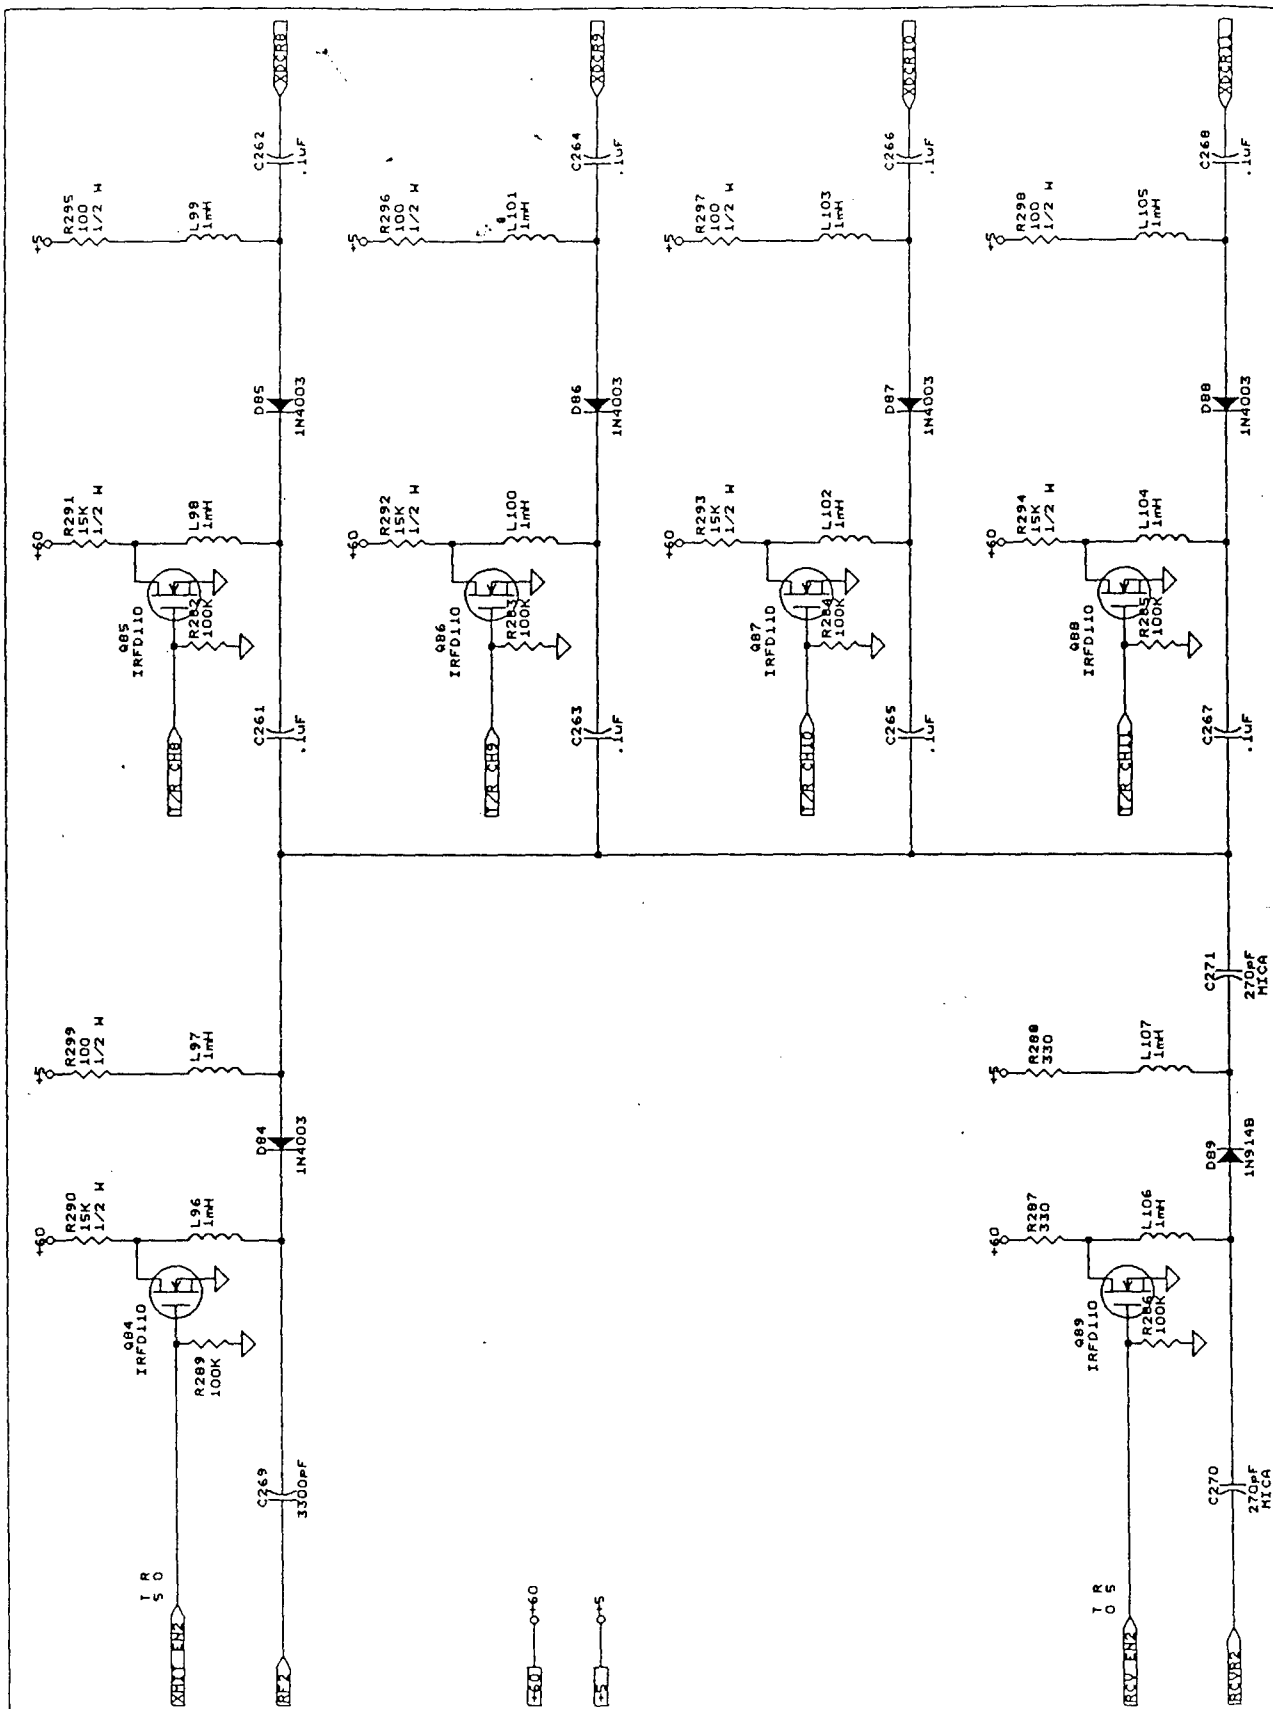 XDCR8
XDCR9
XDCR10
XDCR11
C262
.1uF
C264
.1uF
C266
.1uF
C268
.1uF
+5
R295
100
1/2 W
L99
1mH
+5
R296
100
1/2 W
L101
1mH
+5
R297
100
1/2 W
L103
1mH
+5
R298
100
1/2 W
L105
1mH
D85
1N4003
D86
1N4003
D87
1N4003
D88
1N4003
+60
R291
15K
1/2 W
L98
1mH
+60
R292
15K
1/2 W
L100
1mH
+60
R293
15K
1/2 W
L102
1mH
+60
R294
15K
1/2 W
L104
1mH
Q85
IRFD110
R282
100K
Q86
IRFD110
R283
100K
Q87
IRFD110
R284
100K
Q88
IRFD110
R285
100K
T/R CH8
C261
.1uF
T/R CH9
C263
.1uF
T/R CH10
C265
.1uF
T/R CH11
C267
.1uF
C271
270pF
MICA
+5
R299
100
1/2 W
L97
1mH
+5
R288
330
L107
1mH
D84
1N4003
D89
1N914B
+60
R290
15K
1/2 W
L96
1mH
+60
R287
330
L106
1mH
Q84
IRFD110
R289
100K
Q89
IRFD110
R286
100K
C269
3300pF
C270
270pF
MICA
T R
5 0
T R
0 5
XMIT EN2
RF2
+60
+60
+5
+5
RCV EN2
RCVR2